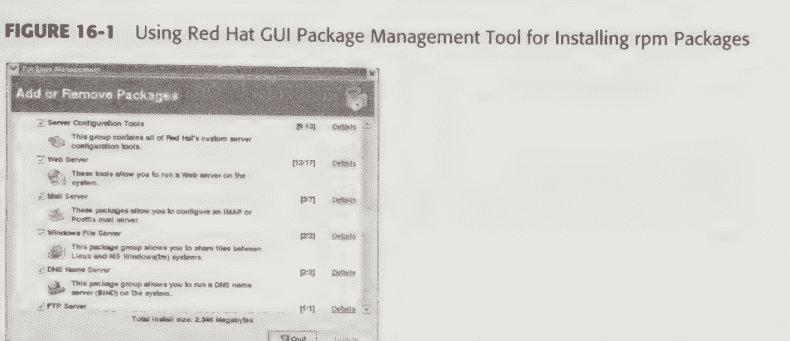 FIGURE 16-1 Using Red Hat GUI Package Management Tool for Installing rpm Packages
Package Management
Add or Remove Packages
Server Configuration Tools [9/13] Details
This group contains all of Red Hat's custom server
configuration tools.
Web Server [12/17] Details
These tools allow you to run a Web server on the
system.
Mail Server Details
These packages allow you to configure an IMAP or
Postfix mail server.
Windows File Server [2/2] Details
This package group allows you to share files between
Linux and MS Windows(tm) systems.
DNS Name Server [2/2] Details
This package group allows you to run a DNS name
server (BIND) on the system.
FTP Server [1/1] Details
Total install size: 2,346 Megabytes
Quit